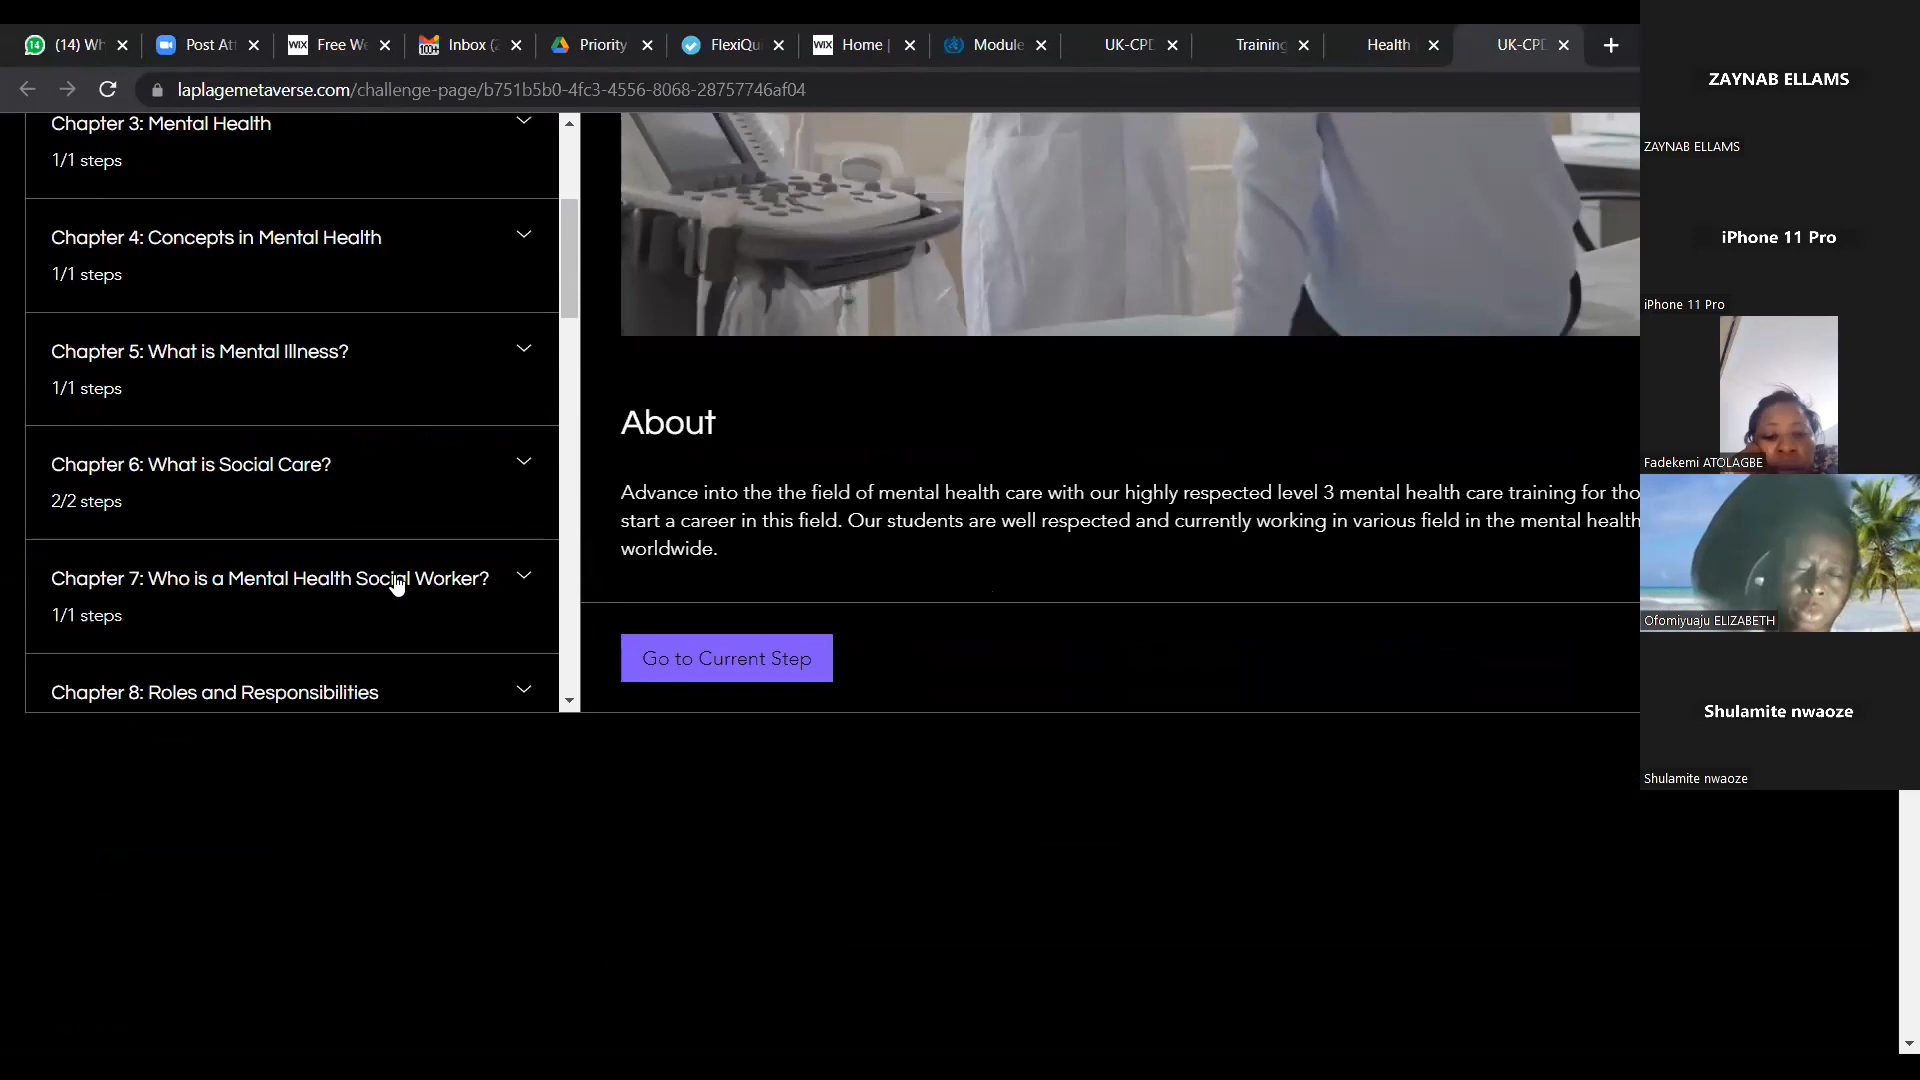 (14) Wh
Post At
Free We
Inbox (
Priority
FlexiQu
Home |
Module
UK-CPD
Training
Health
UK-CPD
laplagemetaverse.com/challenge-page/b751b5b0-4fc3-4556-8068-28757746af04
Chapter 3: Mental Health
1/1 steps
Chapter 4: Concepts in Mental Health
1/1 steps
Chapter 5: What is Mental Illness?
1/1 steps
Chapter 6: What is Social Care?
2/2 steps
Chapter 7: Who is a Mental Health Social Worker?
1/1 steps
Chapter 8: Roles and Responsibilities
About
Advance into the the field of mental health care with our highly respected level 3 mental health care training for tho
start a career in this field. Our students are well respected and currently working in various field in the mental health
worldwide.
Go to Current Step
ZAYNAB ELLAMS
ZAYNAB ELLAMS
iPhone 11 Pro
iPhone 11 Pro
Fadekemi ATOLAGBE
Ofomiyuaju ELIZABETH
Shulamite nwaoze
Shulamite nwaoze